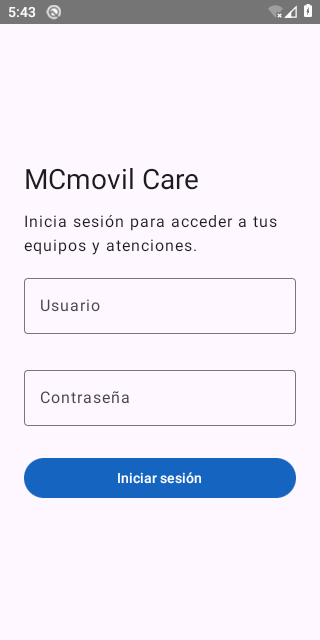 5:43
MCmovil Care
Inicia sesión para acceder a tus
equipos y atenciones.
Usuario
Contraseña
Iniciar sesión